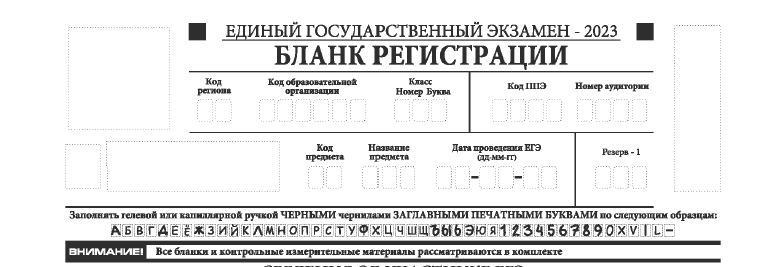 ЕДИНЫЙ ГОСУДАРСТВЕННЫЙ ЭКЗАМЕН - 2023
БЛАНК РЕГИСТРАЦИИ
Код региона
Код образовательной организации
Класс Номер Буква
Код ППЭ
Номер аудитории
Код предмета
Название предмета
Дата проведения ЕГЭ (ДД-ММ-ГГ)
Резерв - 1
Заполнять гелевой или капиллярной ручкой ЧЕРНЫМИ чернилами ЗАГЛАВНЫМИ ПЕЧАТНЫМИ БУКВАМИ по следующим образцам:
АБВГДЕЁЖЗИЙКЛМНОПРСТУФХЦЧШЩЪЫЬЭЮЯ1234567890XVIL-
ВНИМАНИЕ! Все бланки и контрольные измерительные материалы рассматриваются в комплекте